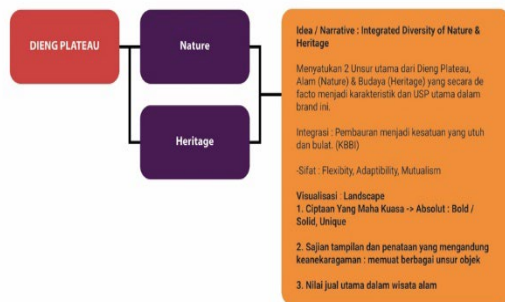 DIENG PLATEAU
Nature
Heritage
Idea / Narrative : Integrated Diversity of Nature &
Heritage
Menyatukan 2 Unsur utama dari Dieng Plateau,
Alam (Nature) & Budaya (Heritage) yang secara de
facto menjadi karakteristik dan USP utama dalam
brand ini.
Integrasi : Pembauran menjadi kesatuan yang utuh
dan bulat. (KBBI)
-Sifat : Flexibity, Adaptibility, Mutualism
Visualisasi : Landscape
1. Ciptaan Yang Maha Kuasa -> Absolut : Bold /
Solid, Unique
2. Sajian tampilan dan penataan yang mengandung
keanekaragaman : memuat berbagai unsur objek
3. Nilai jual utama dalam wisata alam